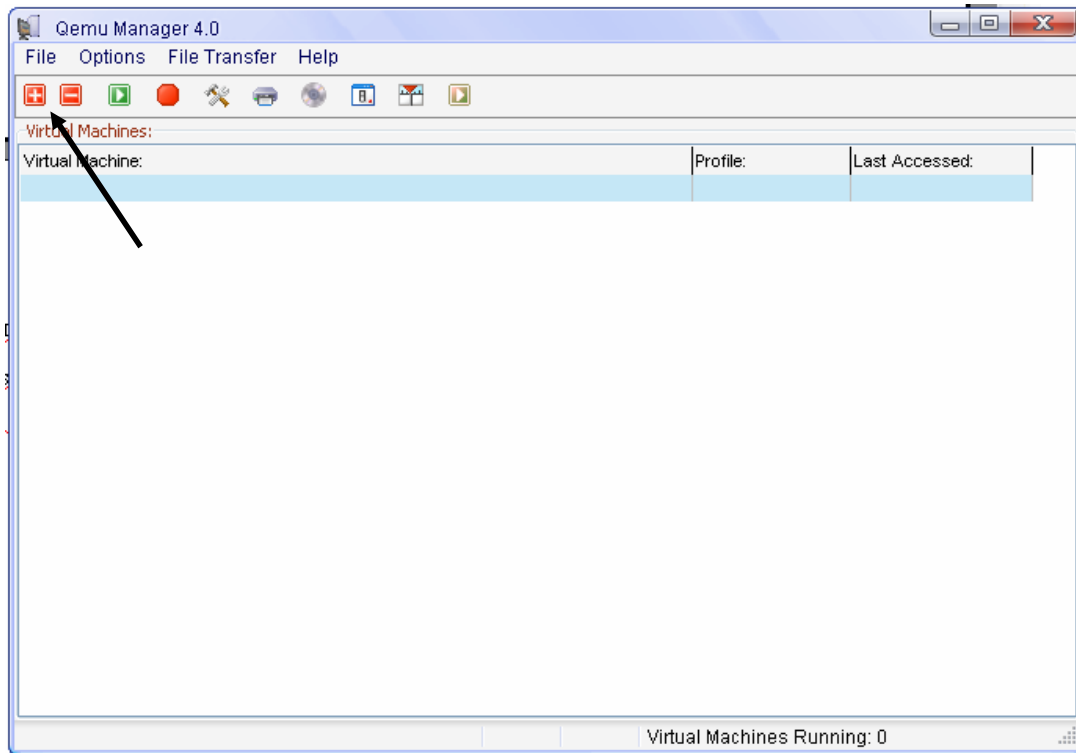 Qemu Manager 4.0
File Options File Transfer Help
Virtual Machines:
Virtual Machine: Profile: Last Accessed:
Virtual Machines Running: 0